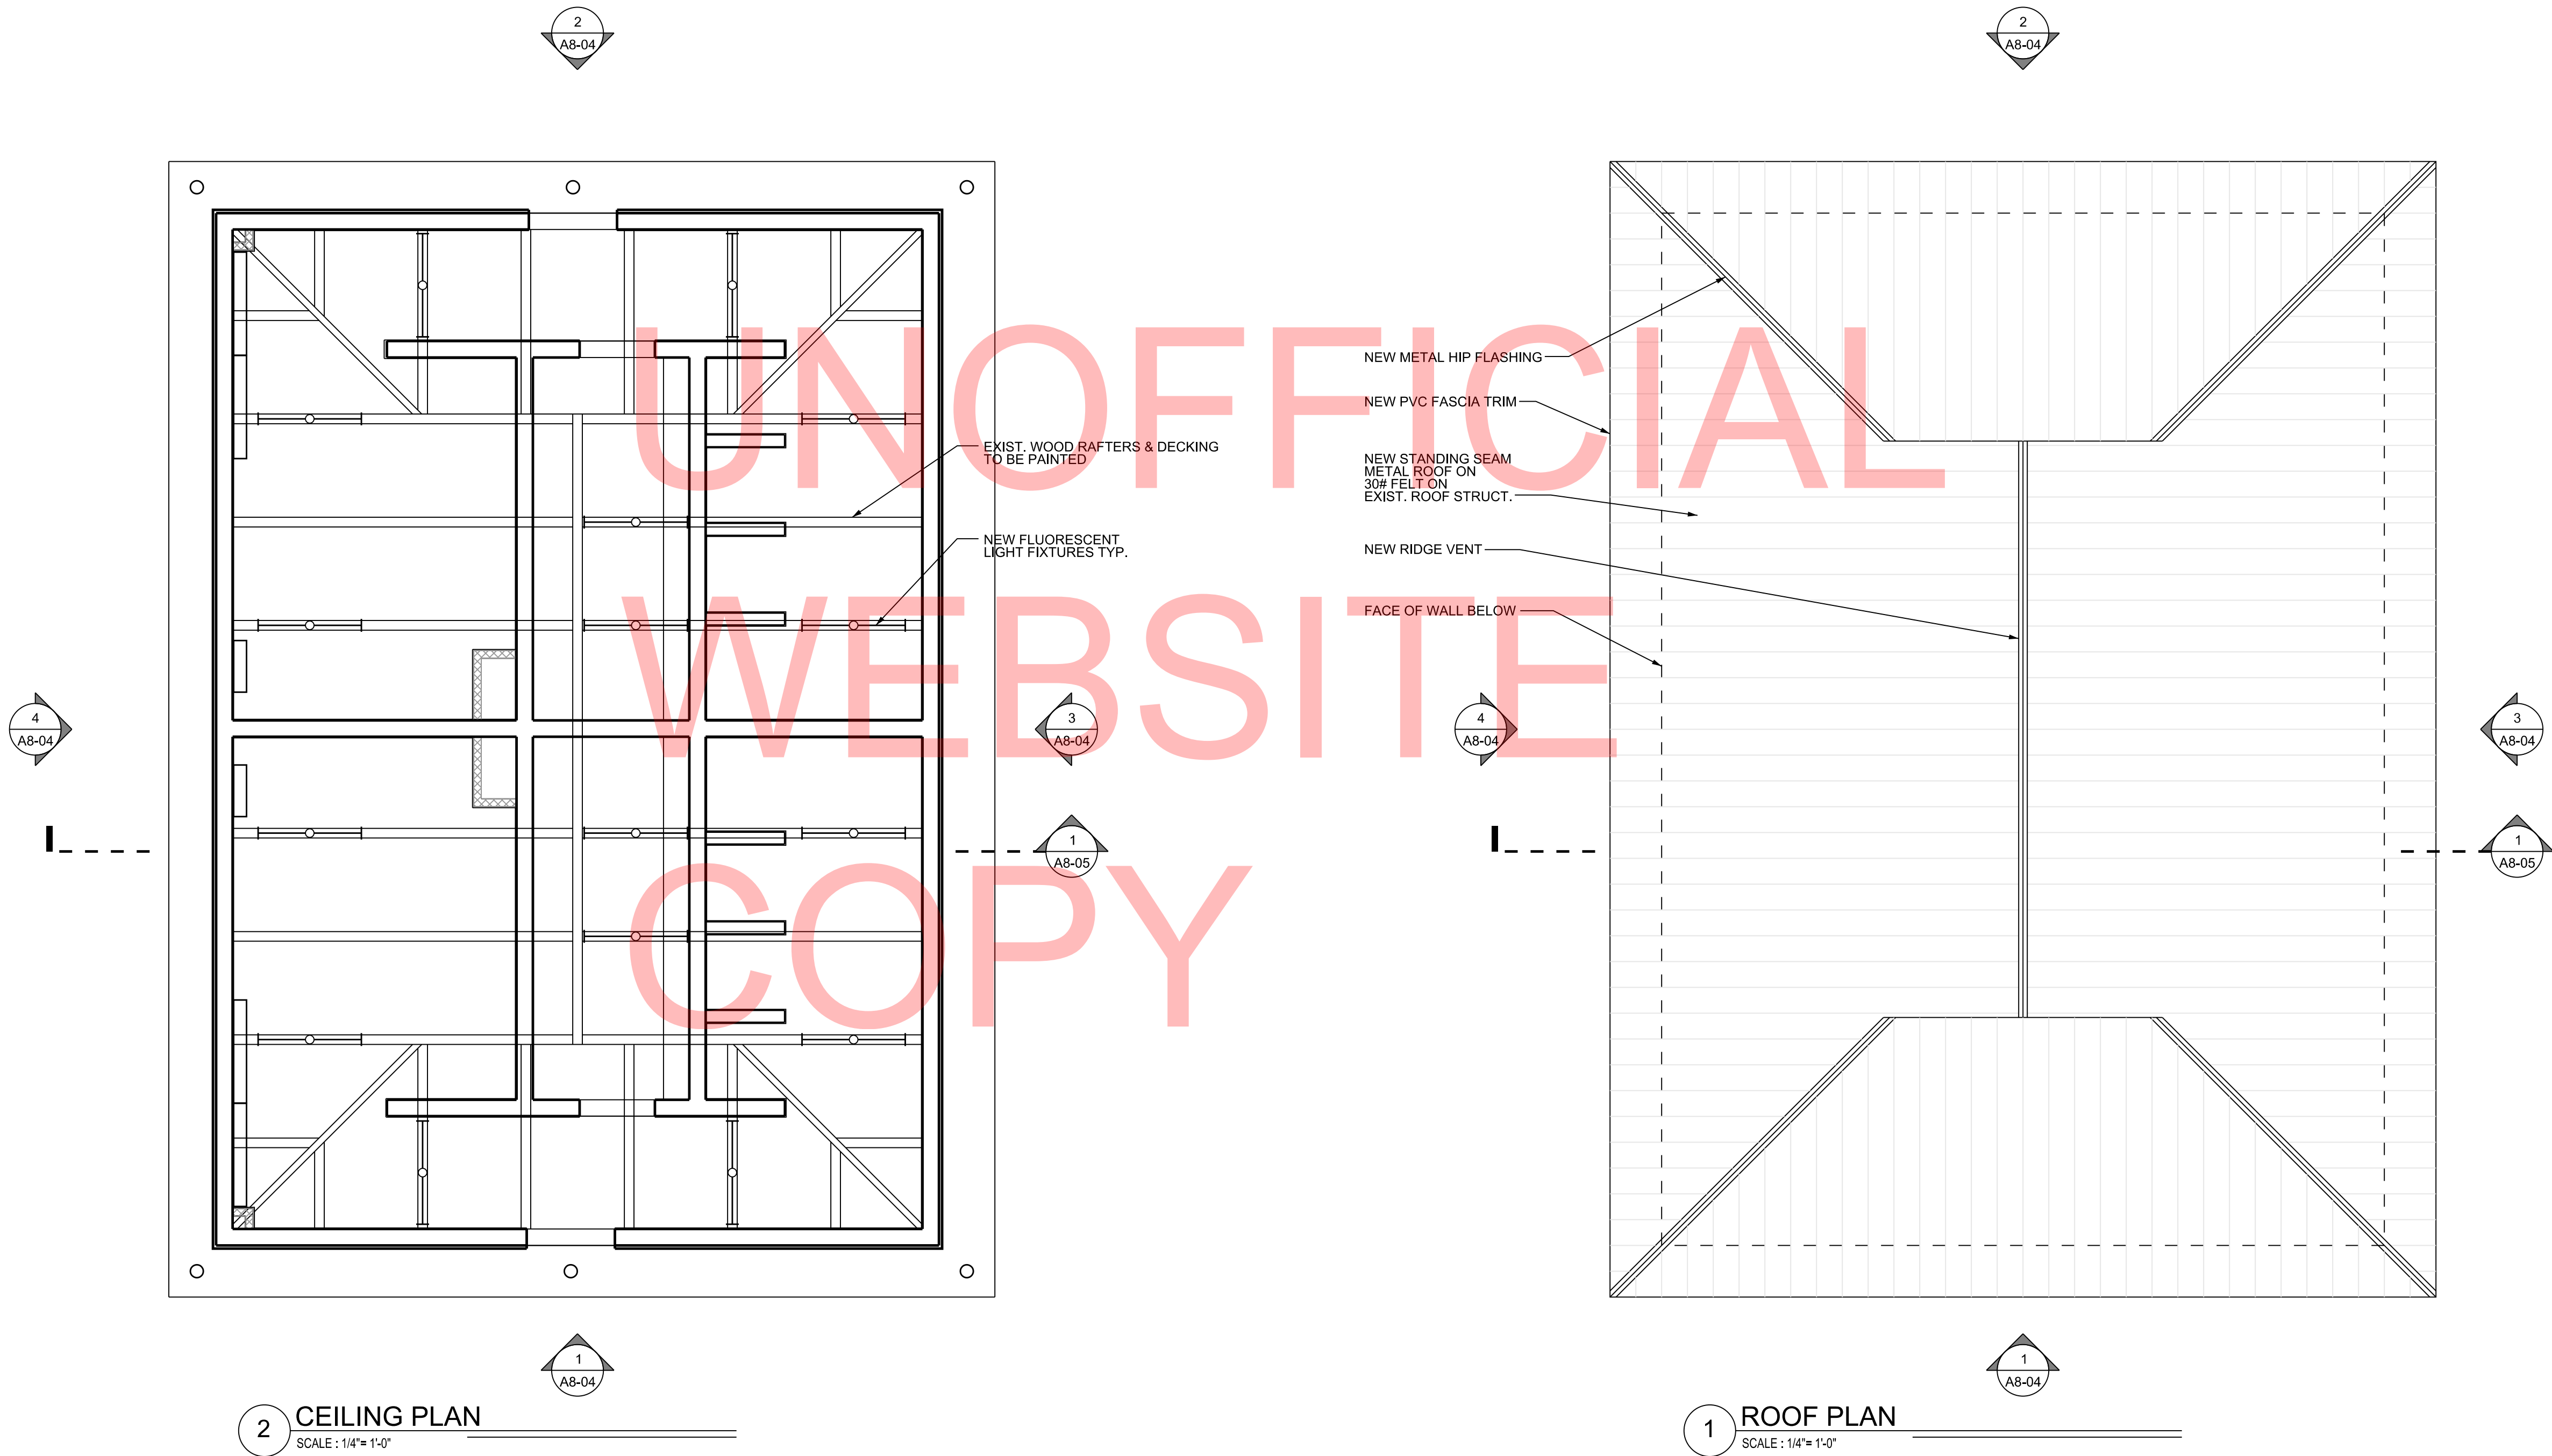 2
A8-04
2
A8-04
UNOFFICIAL
WEBSITE
COPY
EXIST. WOOD RAFTERS & DECKING
TO BE PAINTED
NEW FLUORESCENT
LIGHT FIXTURES TYP.
NEW METAL HIP FLASHING
NEW PVC FASCIA TRIM
NEW STANDING SEAM
METAL ROOF ON
30# FELT ON
EXIST. ROOF STRUCT.
NEW RIDGE VENT
FACE OF WALL BELOW
4
A8-04
3
A8-04
4
A8-04
3
A8-04
1
A8-05
1
A8-05
1
A8-04
1
A8-04
2
CEILING PLAN
SCALE : 1/4"= 1'-0"
1
ROOF PLAN
SCALE : 1/4"= 1'-0"